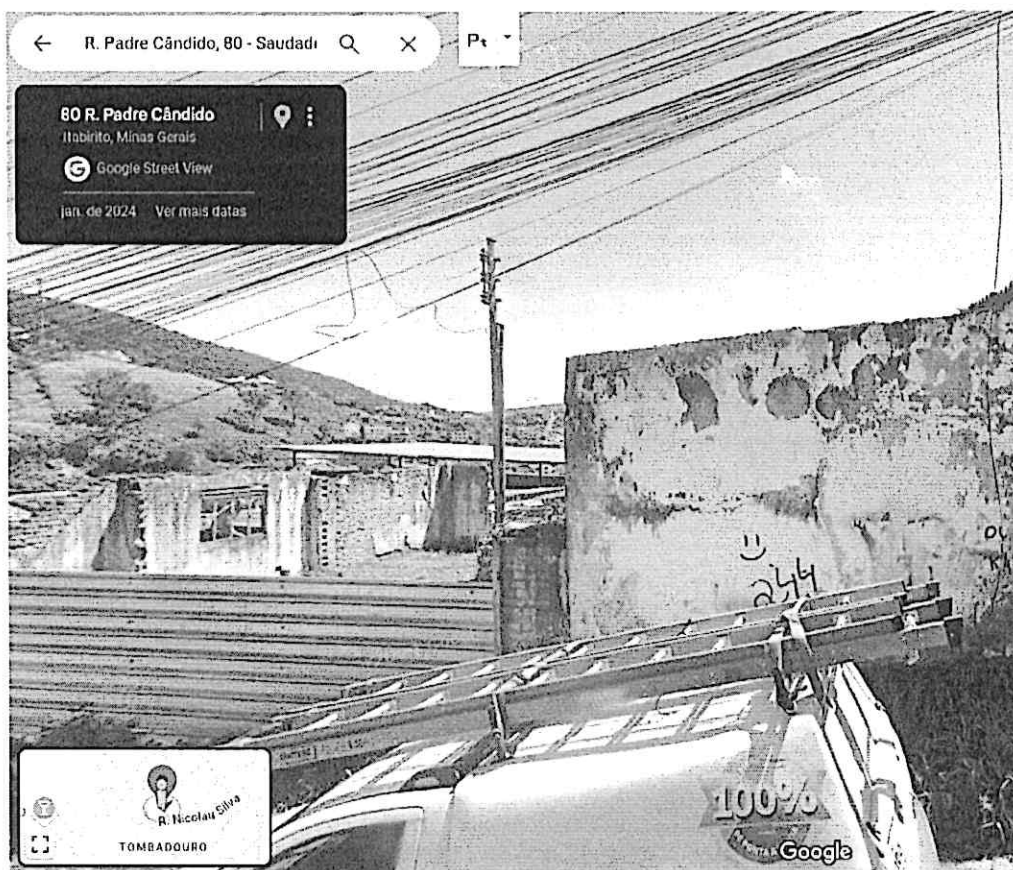 R. Padre Cândido, 80 - Saudad
Pt
80 R. Padre Cândido
Itabirito, Minas Gerais
Google Street View
jan. de 2024 Ver mais datas
244
R. Nicolau Silva
TOMBADOURO
100%
Google